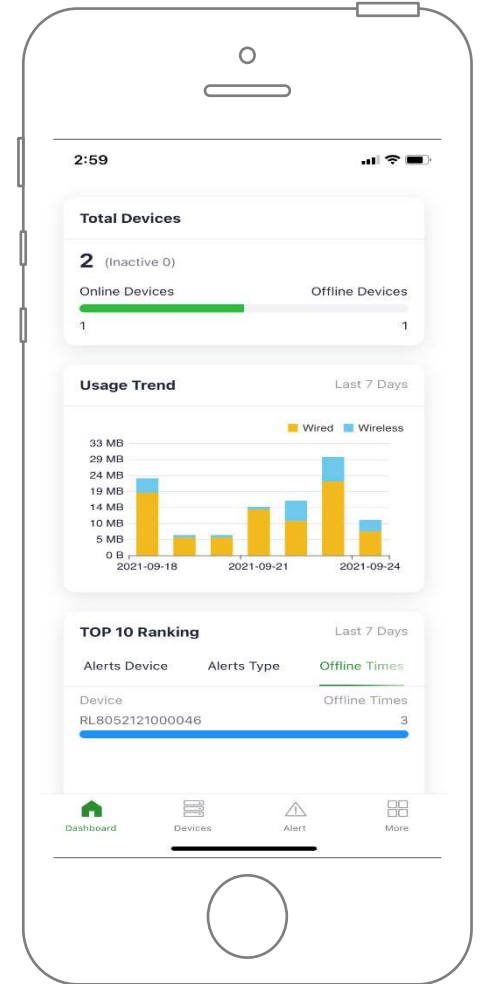 2:59
Total Devices
2 (Inactive 0)
Online Devices Offline Devices
1 1
Usage Trend Last 7 Days
Wired Wireless
33 MB
29 MB
24 MB
19 MB
14 MB
10 MB
5 MB
0 B
2021-09-18 2021-09-21 2021-09-24
TOP 10 Ranking Last 7 Days
Alerts Device Alerts Type Offline Times
Device Offline Times
RL8052121000046 3
Dashboard Devices Alert More